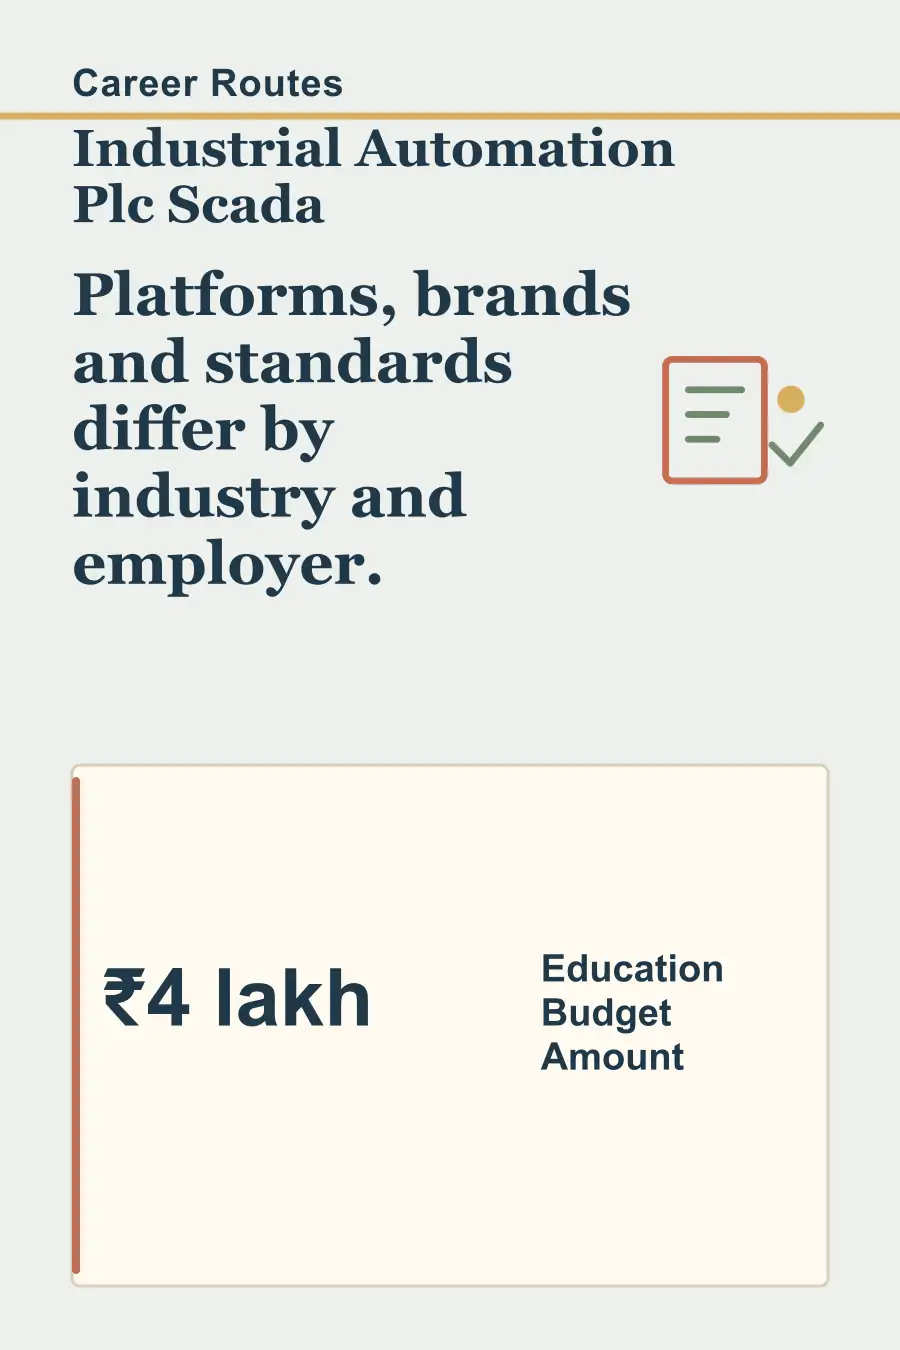 Career Routes
Industrial Automation
Plc Scada
Platforms, brands
and standards
differ by
industry and
employer.
₹4 lakh
Education
Budget
Amount